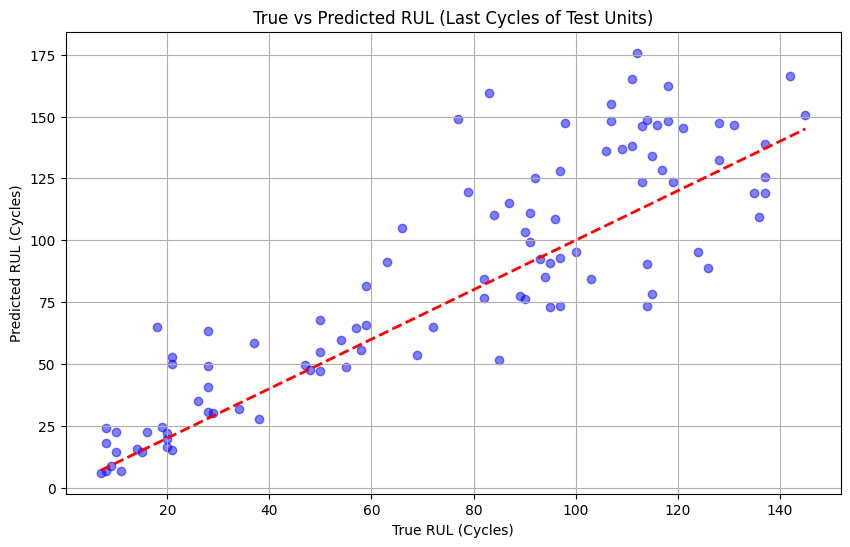 True vs Predicted RUL (Last Cycles of Test Units)
175
150
125
100
75
50
25
0
Predicted RUL (Cycles)
20 40 60 80 100 120 140
True RUL (Cycles)